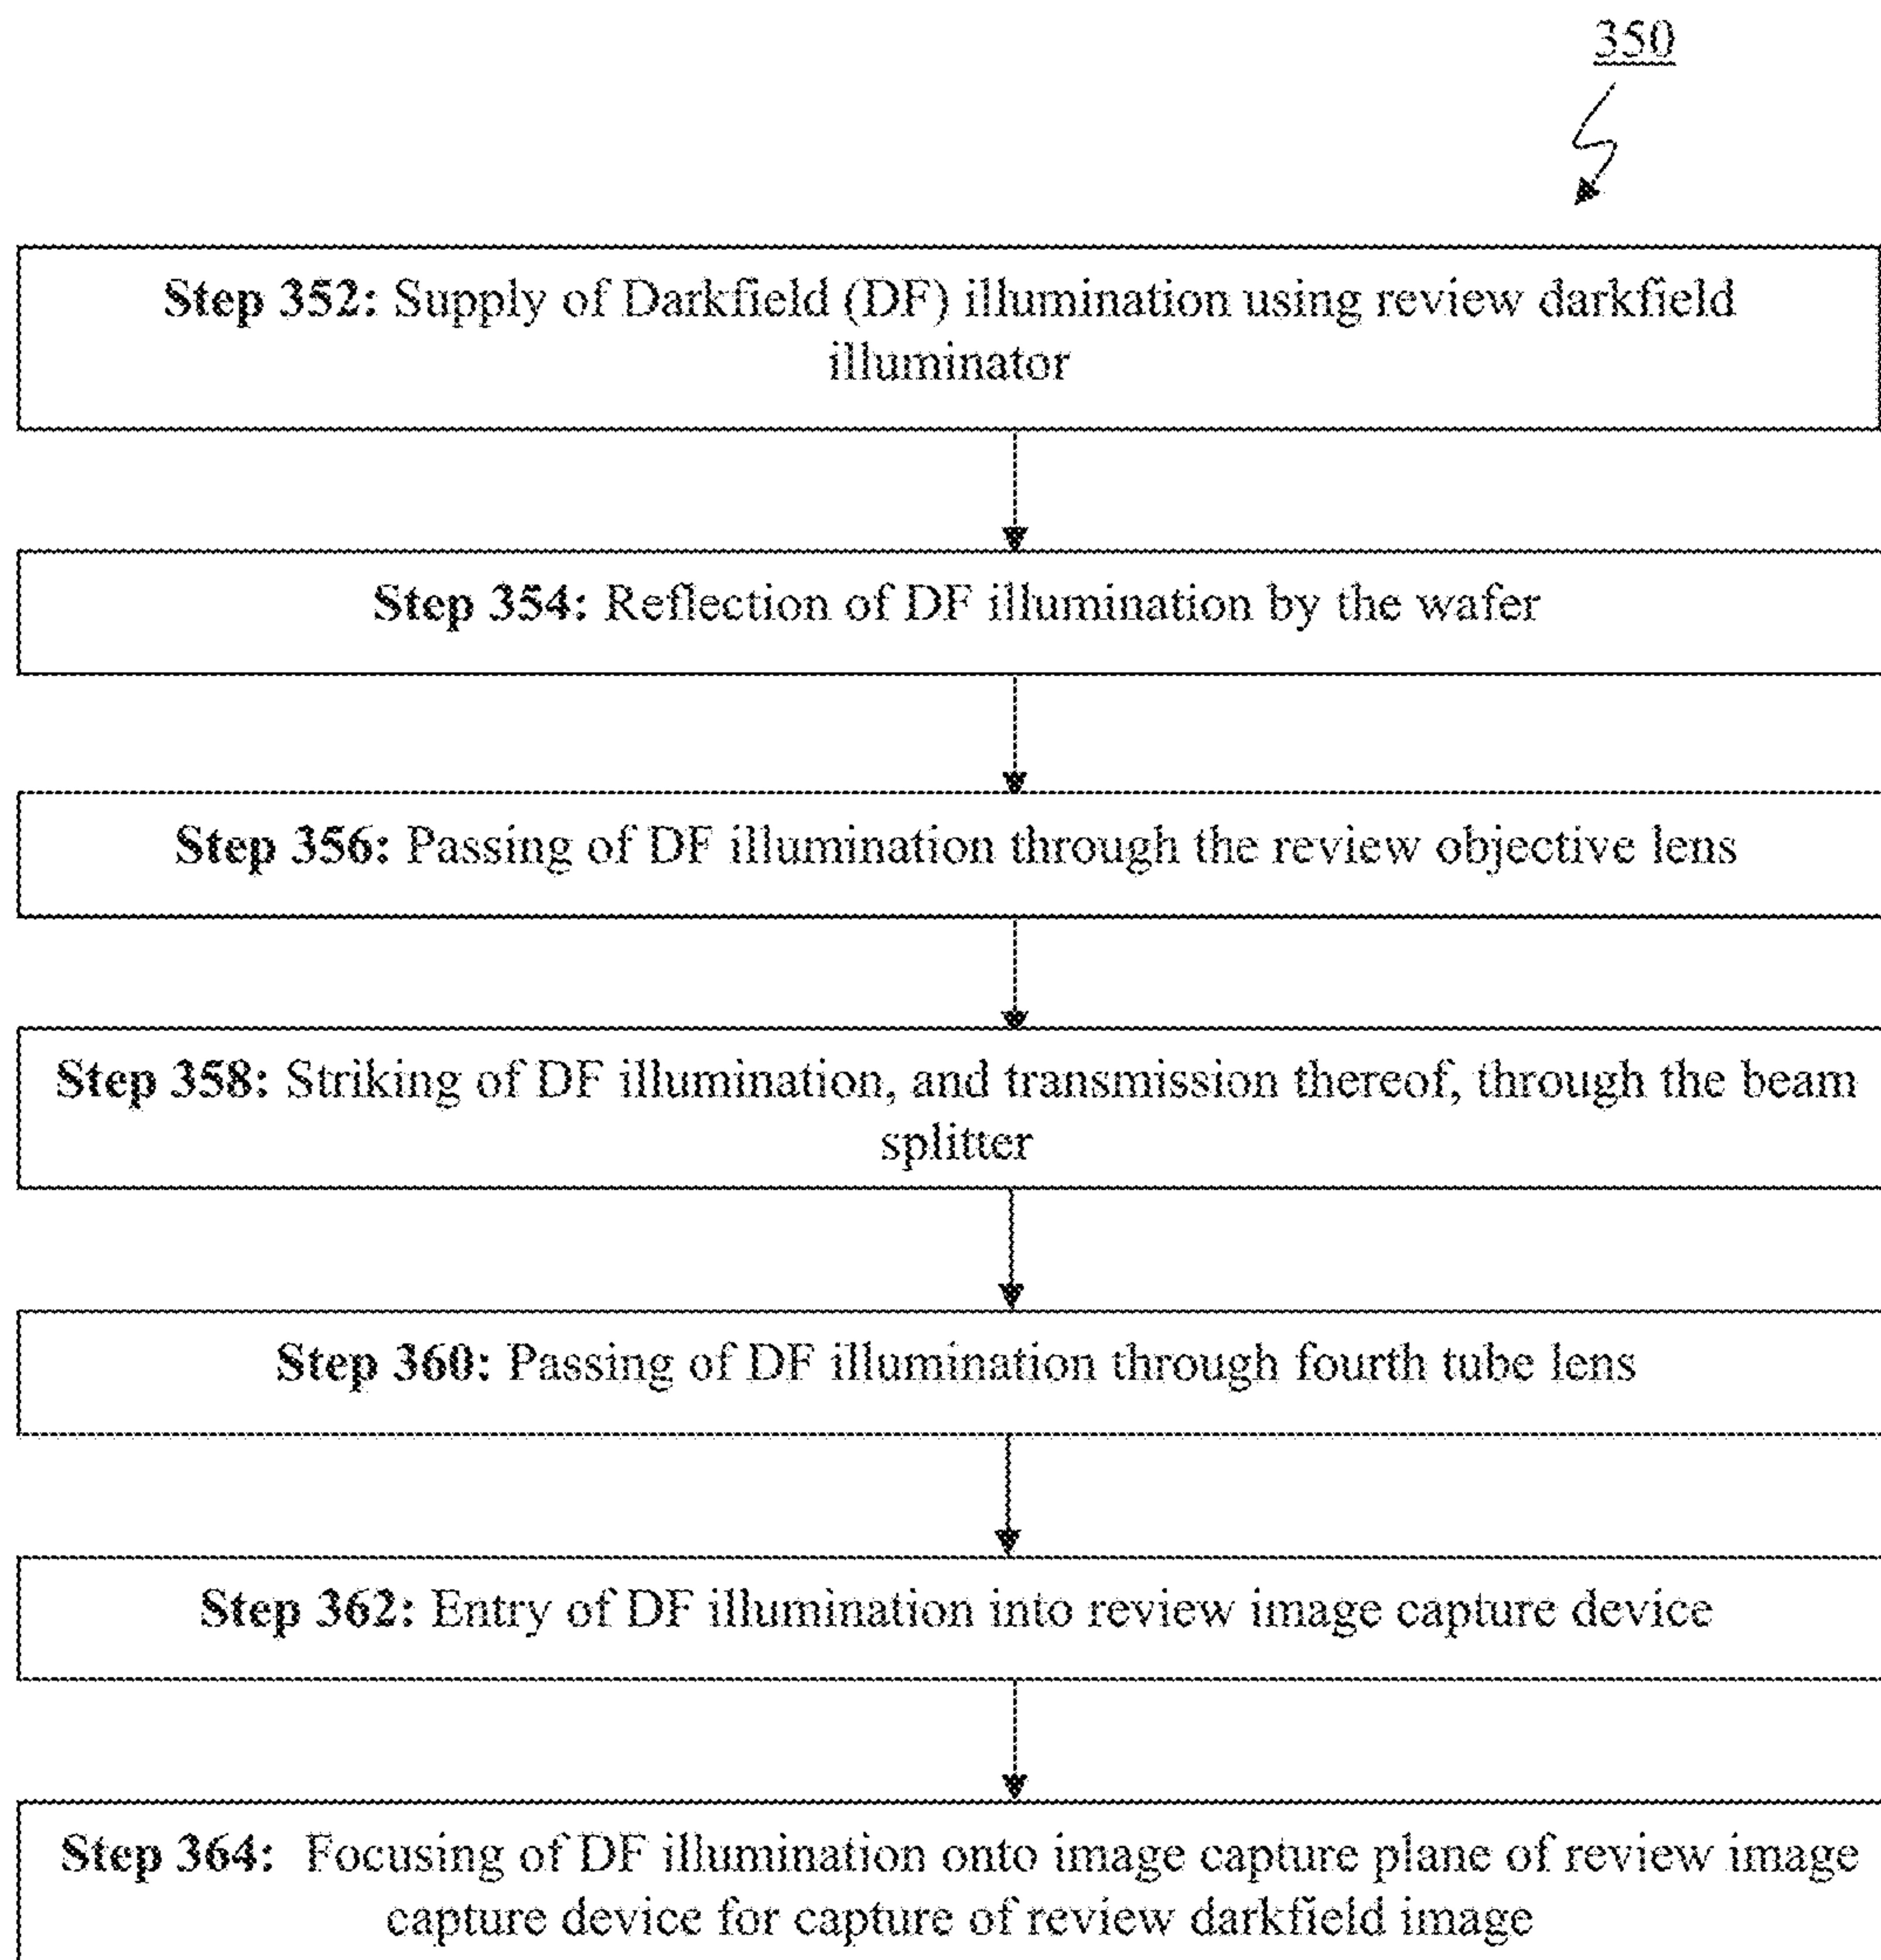 350
Step 352: Supply of Darkfield (DF) illumination using review darkfield
illuminator
Step 354: Reflection of DF illumination by the wafer
Step 356: Passing of DF illumination through the review objective lens
Step 358: Striking of DF illumination, and transmission thereof, through the beam
splitter
Step 360: Passing of DF illumination through fourth tube lens
Step 362: Entry of DF illumination into review image capture device
Step 364: Focusing of DF illumination onto image capture plane of review image
capture device for capture of review darkfield image